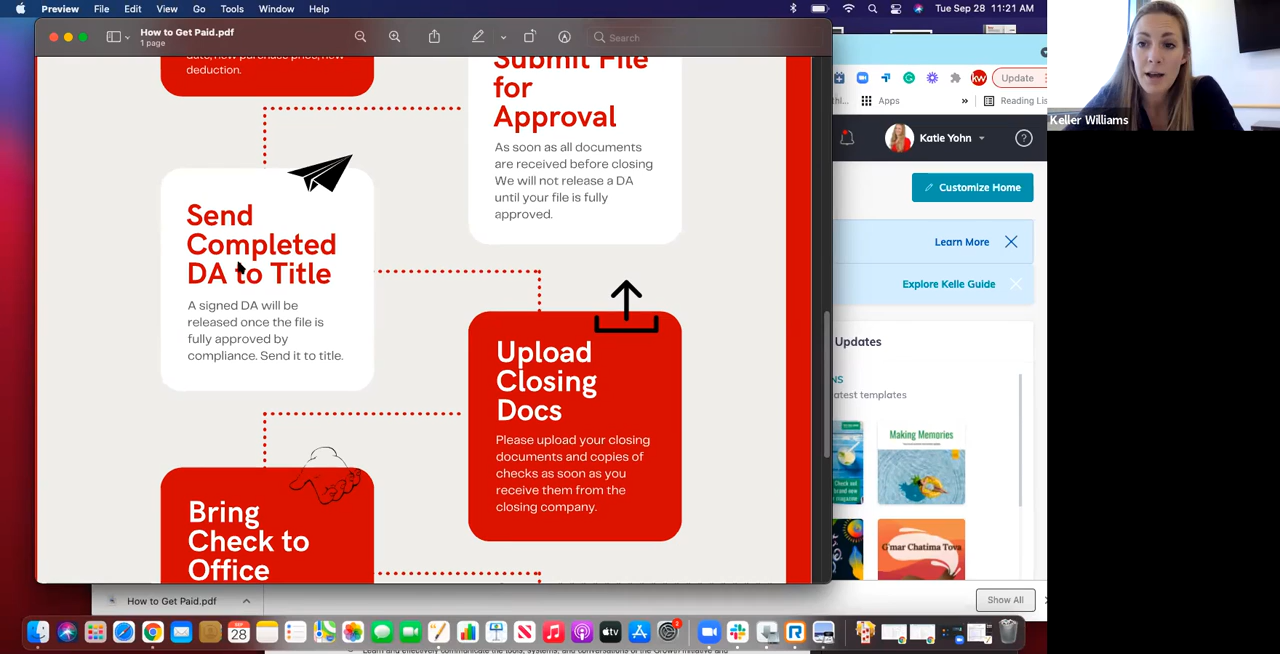 Preview File Edit View Go Tools Window Help
Tue Sep 28 11:21 AM
How to Get Paid.pdf
1 page
Search
deduction.
Submit File
for
Approval
As soon as all documents
are received before closing
We will not release a DA
until your file is fully
approved.
Send
Completed
DA to Title
A signed DA will be
released once the file is
fully approved by
compliance. Send it to title.
Upload
Closing
Docs
Please upload your closing
documents and copies of
checks as soon as you
receive them from the
closing company.
Bring
Check to
Office
kw
Update
Apps
»
Reading Lis
Katie Yohn
Customize Home
Learn More
Explore Kelle Guide
Updates
NS
atest templates
Making Memories
G'mar Chatima Tova
How to Get Paid.pdf
Show All
SEP
28
tv
2
Keller Williams